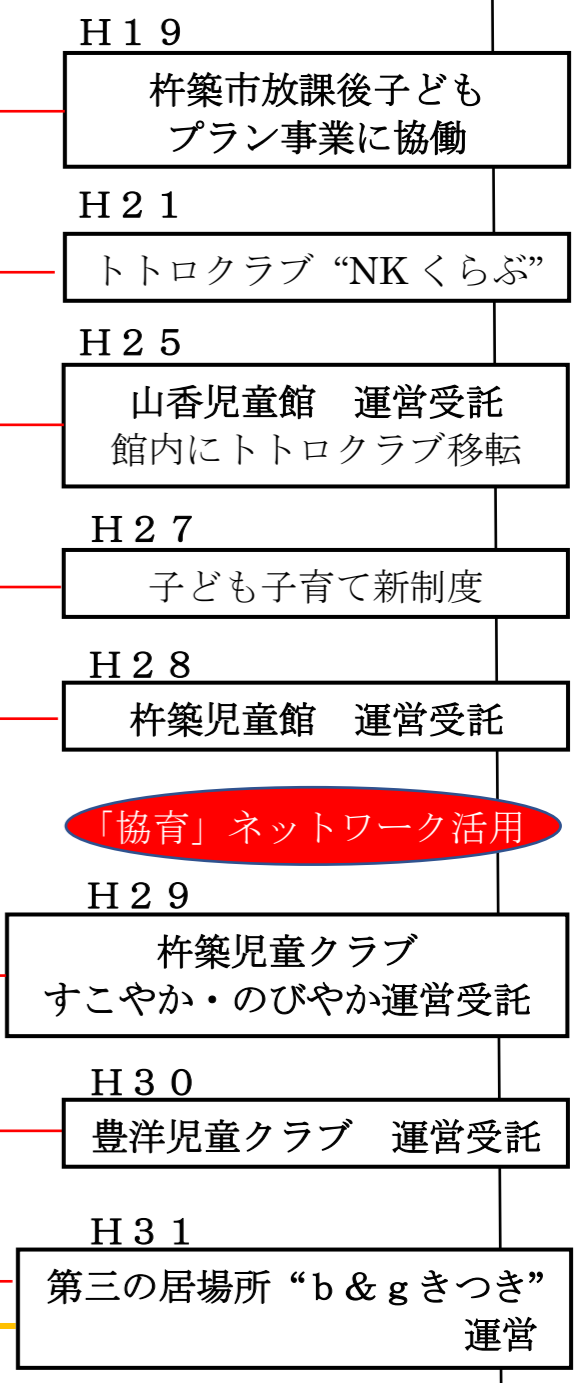 H19
杵築市放課後子ども
プラン事業に協働
H21
トトロクラブ“NKくらぶ”
H25
山香児童館　運営受託
館内にトトロクラブ移転
H27
子ども子育て新制度
H28
杵築児童館　運営受託
「協育」ネットワーク活用
H29
杵築児童クラブ
すこやか・のびやか運営受託
H30
豊洋児童クラブ　運営受託
H31
第三の居場所“b&gきつき”
運営